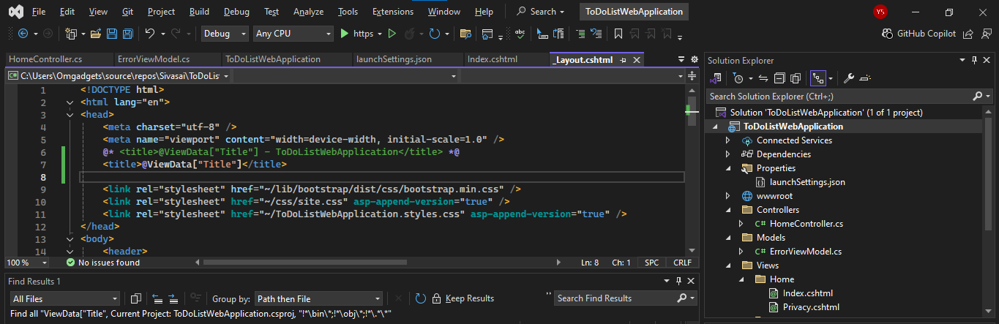 File Edit View Git Project Build Debug Test Analyze Tools Extensions Window Help Search ToDoListWebApplication YS
Debug Any CPU https abc GitHub Copilot
HomeController.cs ErrorViewModel.cs ToDoListWebApplication launchSettings.json Index.cshtml _Layout.cshtml
C# C:\Users\Omgadgets\source\repos\Sivasai\ToDoLis
1 <!DOCTYPE html>
2 <html lang="en">
3 <head>
4 <meta charset="utf-8" />
5 <meta name="viewport" content="width=device-width, initial-scale=1.0" />
6 @* <title>@ViewData["Title"] - ToDoListWebApplication</title> *@
7 <title>@ViewData["Title"]</title>
8
9 <link rel="stylesheet" href="~/lib/bootstrap/dist/css/bootstrap.min.css" />
10 <link rel="stylesheet" href="~/css/site.css" asp-append-version="true" />
11 <link rel="stylesheet" href="~/ToDoListWebApplication.styles.css" asp-append-version="true" />
12 </head>
13 <body>
14 <header>
100 % No issues found Ln: 8 Ch: 1 SPC CRLF
Find Results 1
All Files Group by: Path then File Keep Results " Search Find Results
Find all "ViewData["Title", Current Project: ToDoListWebApplication.csproj, "!*\bin\*;!*\obj\*;!*\.*\*"
Solution Explorer
Search Solution Explorer (Ctrl+;)
Solution 'ToDoListWebApplication' (1 of 1 project)
ToDoListWebApplication
Connected Services
Dependencies
Properties
launchSettings.json
wwwroot
Controllers
C# HomeController.cs
Models
C# ErrorViewModel.cs
Views
Home
Index.cshtml
Privacy.cshtml